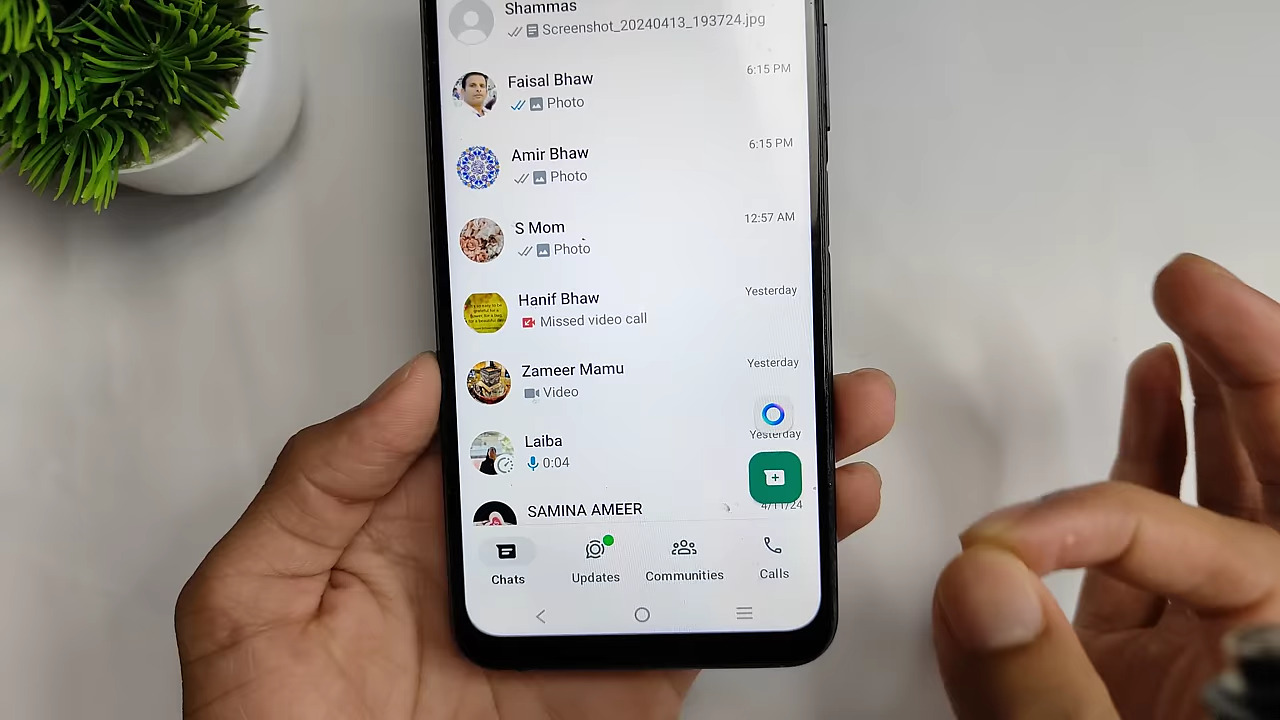 Shammas
Screenshot_20240413_193724.jpg
Faisal Bhaw
6:15 PM
Photo
Amir Bhaw
6:15 PM
Photo
S Mom
12:57 AM
Photo
Hanif Bhaw
Yesterday
Missed video call
Zameer Mamu
Yesterday
Video
Laiba
Yesterday
0:04
SAMINA AMEER
4/11/24
Chats
Updates
Communities
Calls